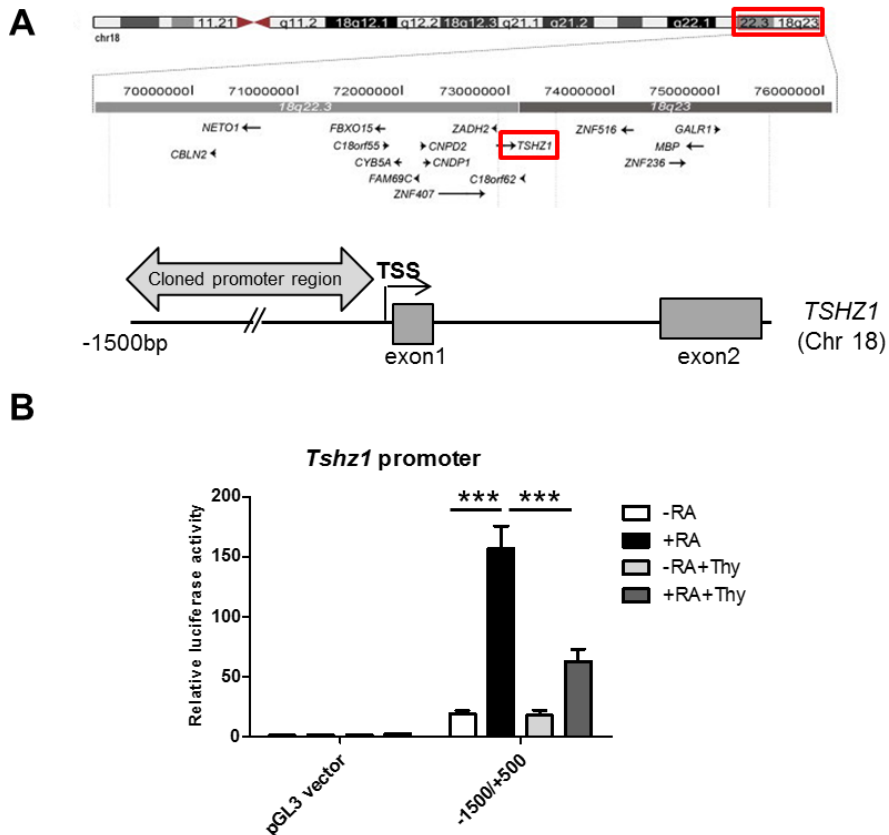 A
11.21 q11.2 18q12.1 q12.2 18q12.3 q21.1 q21.2 q22.1 22.3 18q23
chr18
70000000 71000000 72000000 73000000 74000000 75000000 76000000
18q22.3 18q23
NETO1 FBXO15 ZADH2 ZNF516 GALR1
CBLN2 C18orf55 CNPD2 TSHZ1 MBP
CYB5A CNDP1 ZNF236
FAM69C C18orf62
ZNF407
Cloned promoter region TSS
-1500bp exon1 exon2 TSHZ1
(Chr 18)
B
Tshz1 promoter
Relative luciferase activity
200
150
100
50
0
*** ***
-RA
+RA
-RA+Thy
+RA+Thy
pGL3 vector
-1500/+500